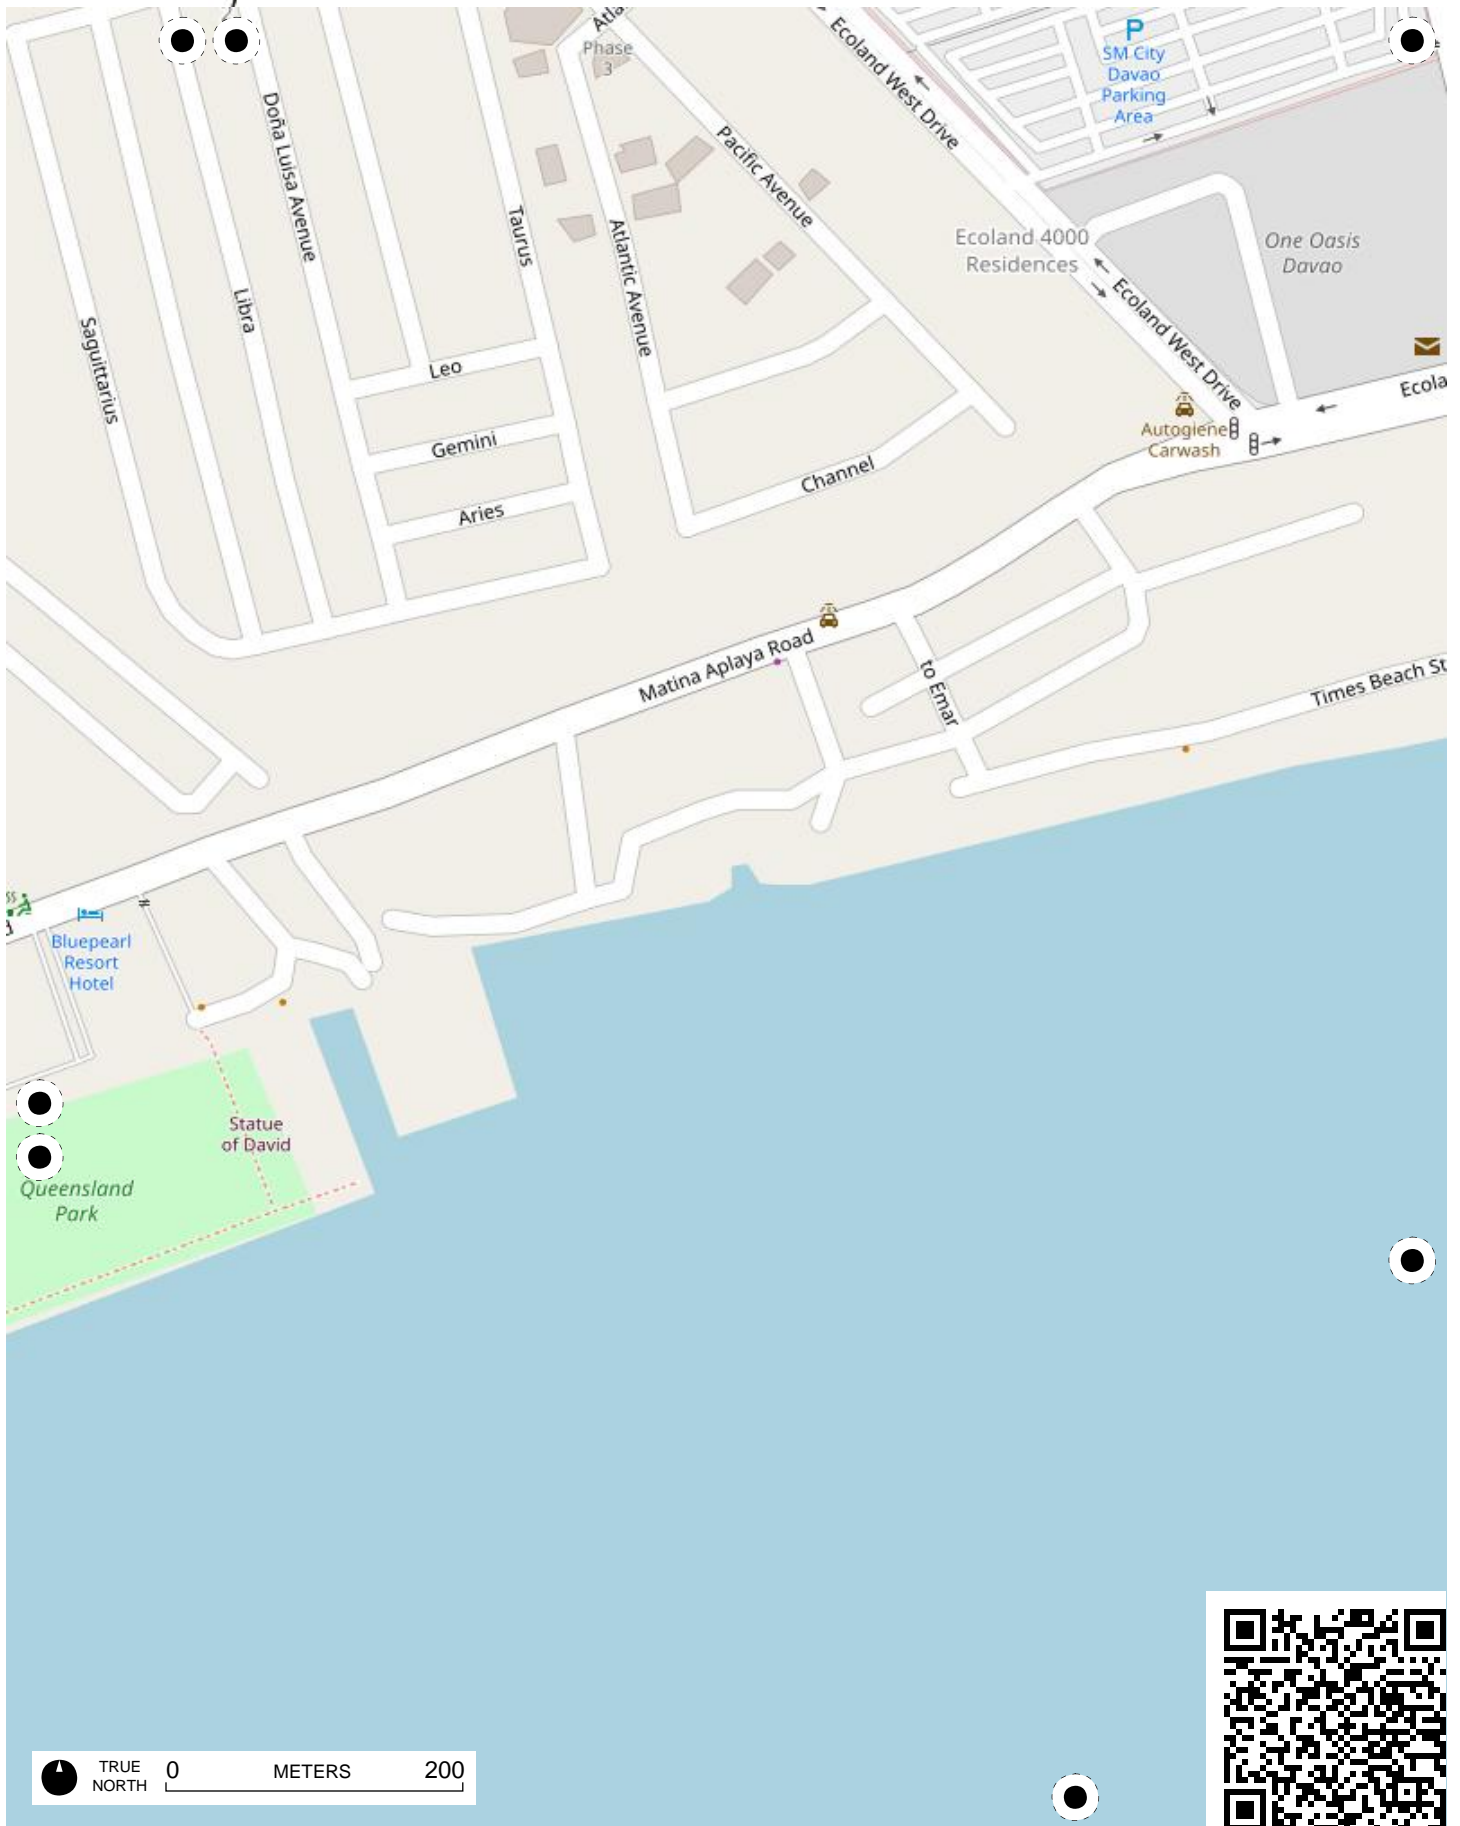 Atla
Phase
3
Ecoland West Drive
P
SM City
Davao
Parking
Area
Doña Luisa Avenue
Pacific Avenue
Taurus
Atlantic Avenue
Ecoland 4000
Residences
One Oasis
Davao
Libra
Saguittarius
Ecoland West Drive
Leo
Ecola
Autogiene
Carwash
Gemini
Channel
Aries
Matina Aplaya Road
to Emar
Times Beach St
Bluepearl
Resort
Hotel
Statue
of David
Queensland
Park
TRUE
NORTH
0
METERS
200